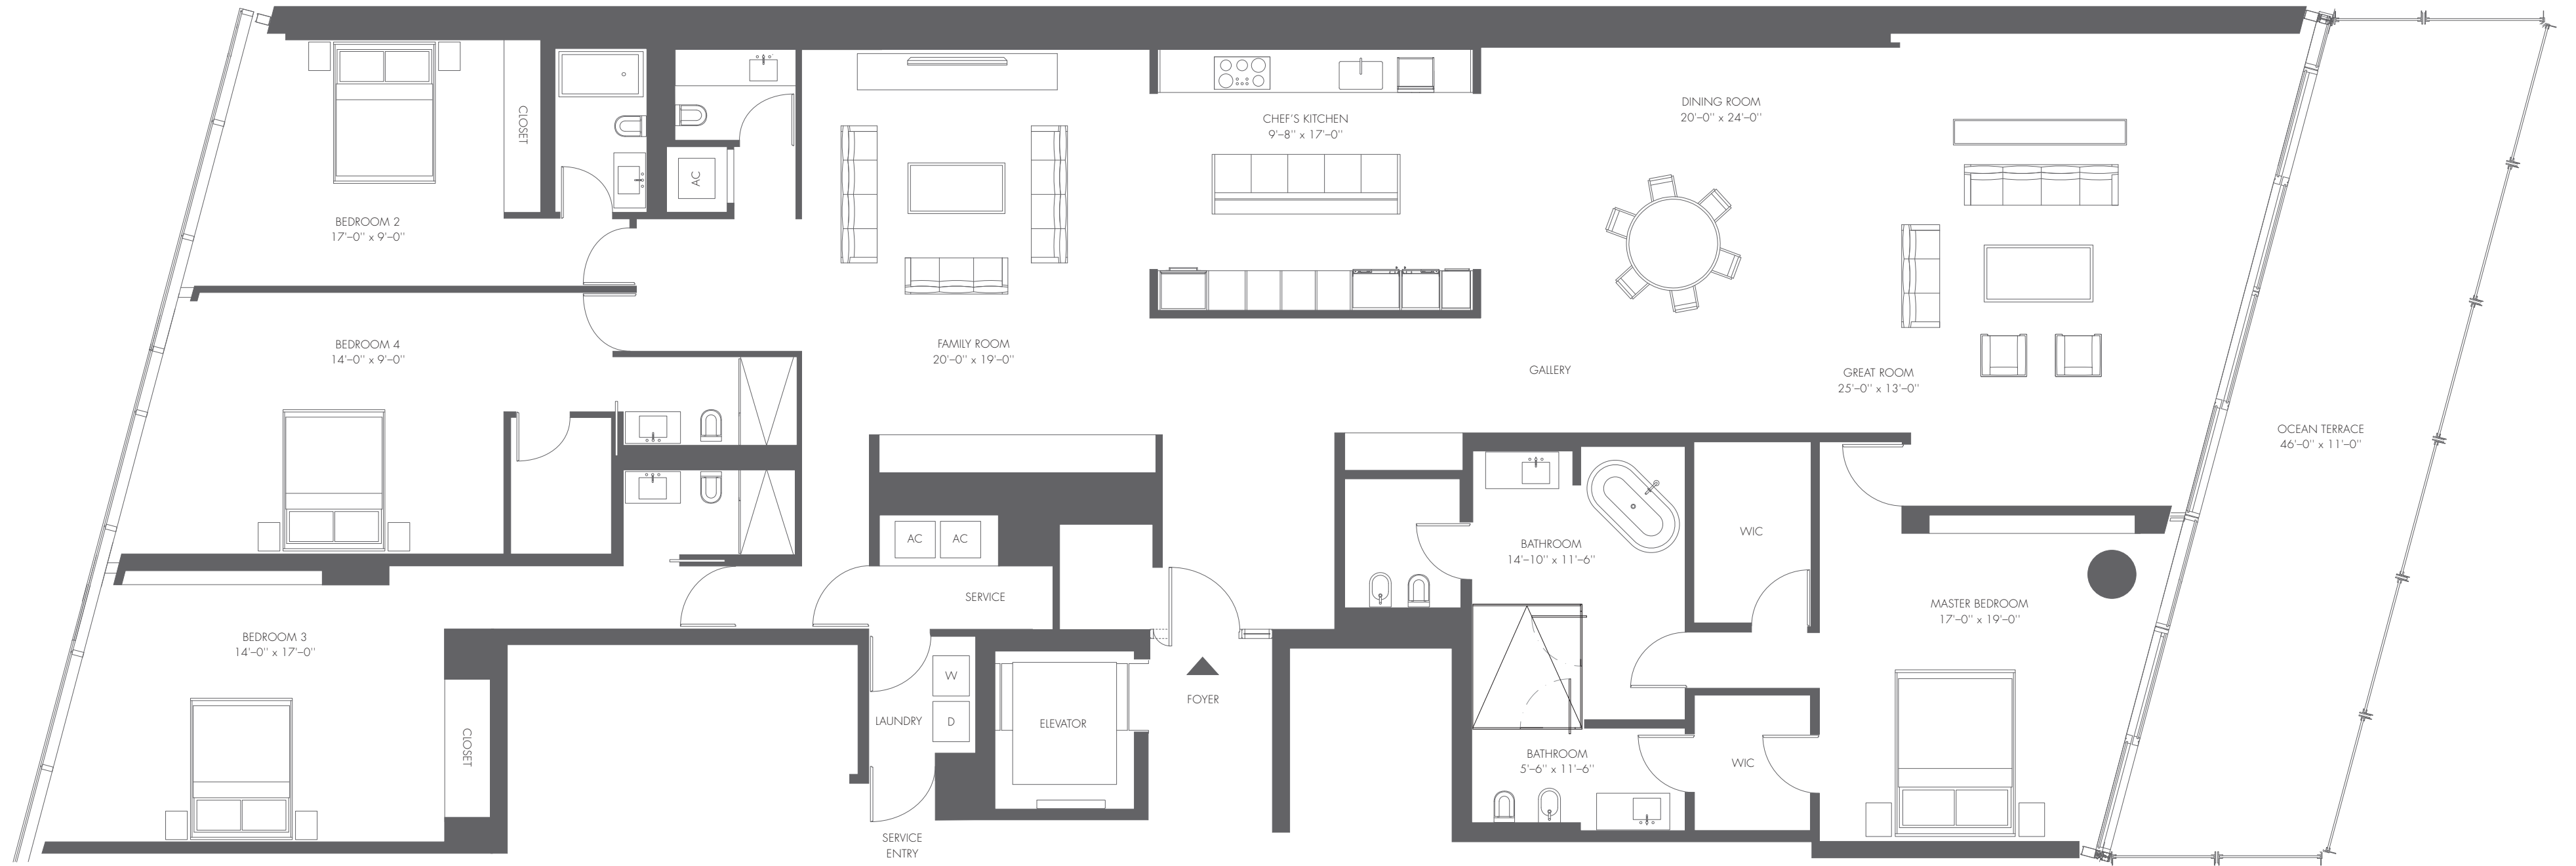 BEDROOM 2
17'–0" x 9'–0"
CLOSET
AC
BEDROOM 4
14'–0" x 9'–0"
FAMILY ROOM
20'–0" x 19'–0"
CHEF'S KITCHEN
9'–8" x 17'–0"
DINING ROOM
20'–0" x 24'–0"
GALLERY
GREAT ROOM
25'–0" x 13'–0"
OCEAN TERRACE
46'–0" x 11'–0"
BEDROOM 3
14'–0" x 17'–0"
CLOSET
AC
AC
SERVICE
LAUNDRY
W
D
SERVICE
ENTRY
ELEVATOR
FOYER
BATHROOM
14'–10" x 11'–6"
WIC
MASTER BEDROOM
17'–0" x 19'–0"
BATHROOM
5'–6" x 11'–6"
WIC